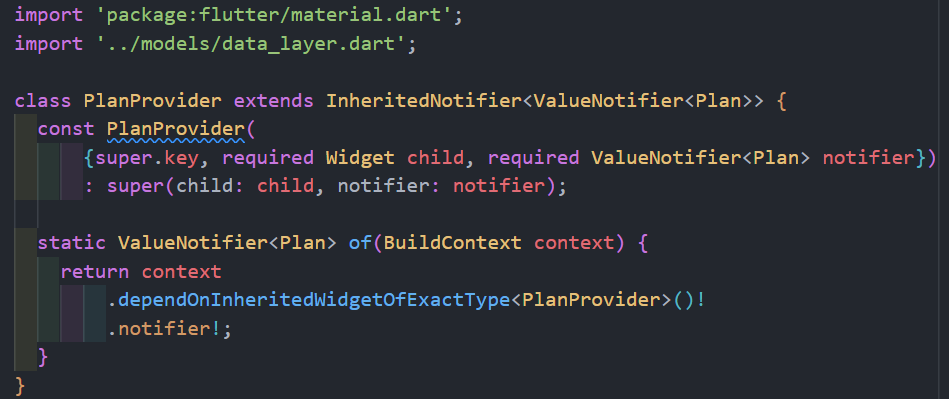 import 'package:flutter/material.dart';
import '../models/data_layer.dart';

class PlanProvider extends InheritedNotifier<ValueNotifier<Plan>> {
  const PlanProvider(
      {super.key, required Widget child, required ValueNotifier<Plan> notifier})
      : super(child: child, notifier: notifier);

  static ValueNotifier<Plan> of(BuildContext context) {
    return context
        .dependOnInheritedWidgetOfExactType<PlanProvider>()!
        .notifier!;
  }
}